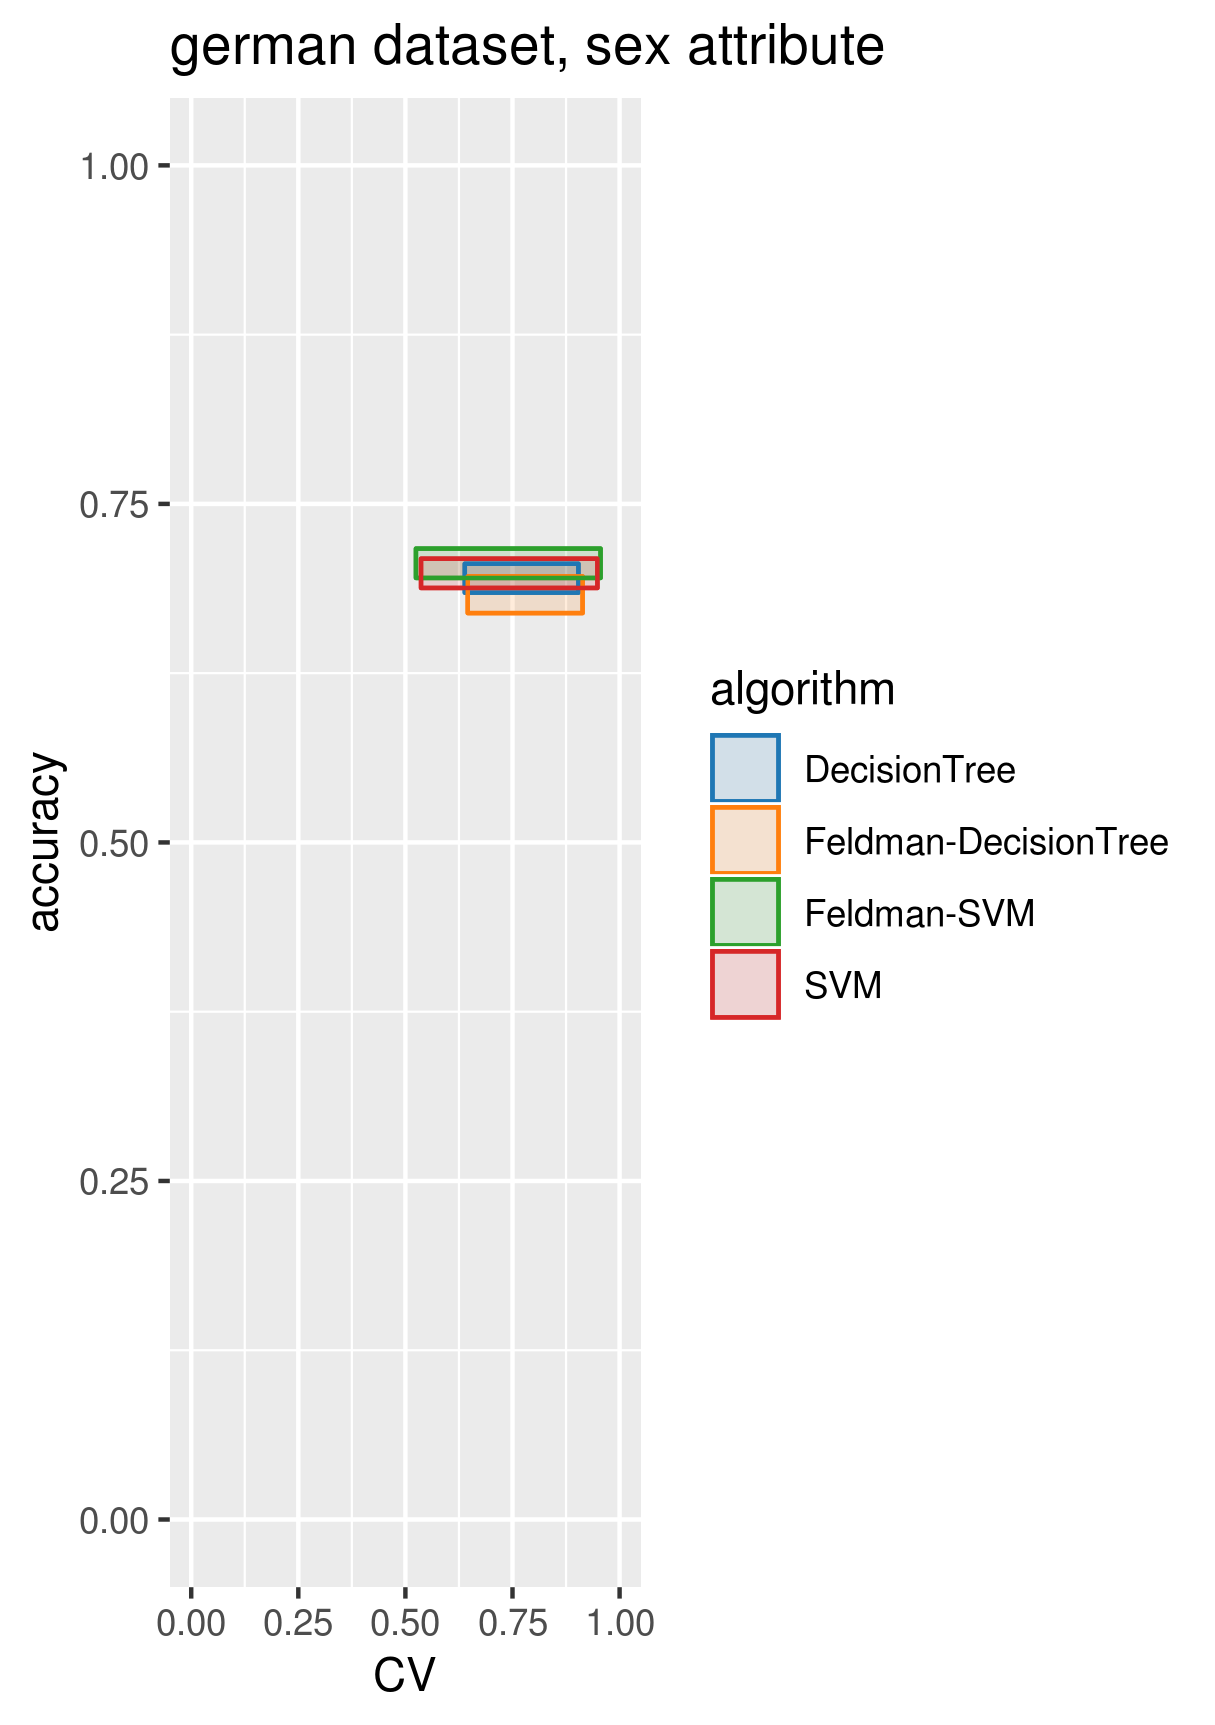 german dataset, sex attribute
1.00
0.75
0.50
0.25
0.00
accuracy
0.00 0.25 0.50 0.75 1.00
CV
algorithm
DecisionTree
Feldman-DecisionTree
Feldman-SVM
SVM